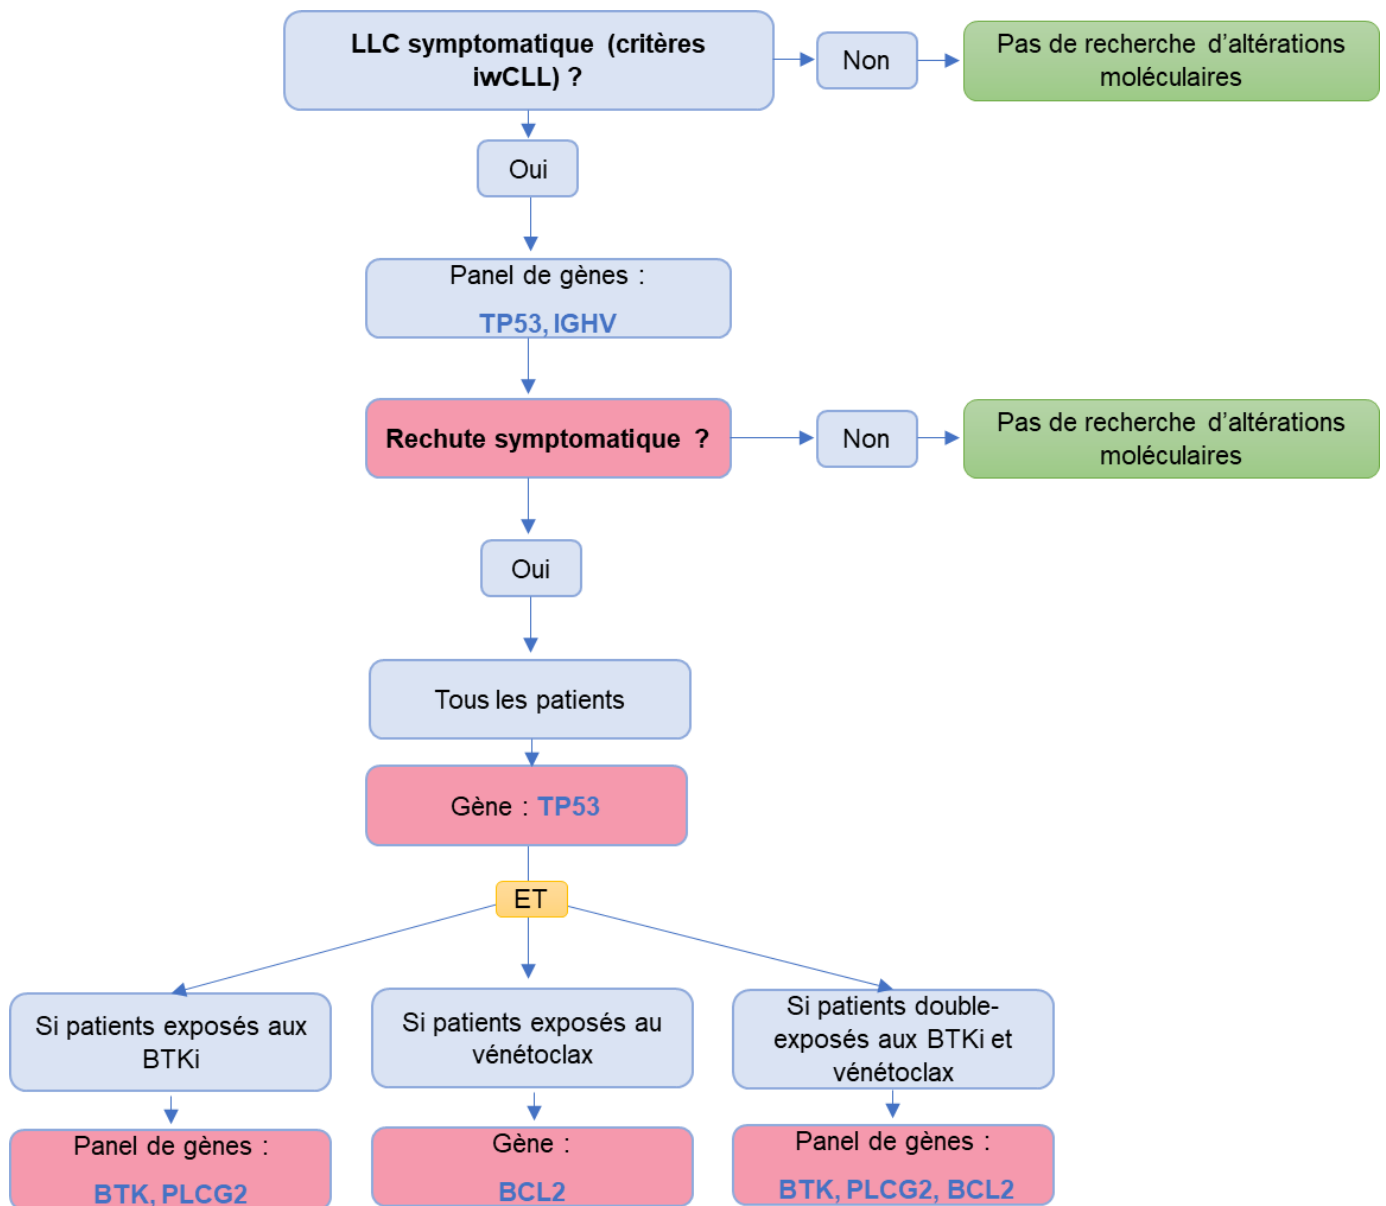 LLC symptomatique (critères
iwCLL) ?
Non
Pas de recherche d’altérations
moléculaires
Oui
Panel de gènes :
TP53, IGHV
Rechute symptomatique ?
Non
Pas de recherche d’altérations
moléculaires
Oui
Tous les patients
Gène : TP53
ET
Si patients exposés aux
BTKi
Si patients exposés au
vénétoclax
Si patients double-
exposés aux BTKi et
vénétoclax
Panel de gènes :
BTK, PLCG2
Gène :
BCL2
Panel de gènes :
BTK, PLCG2, BCL2